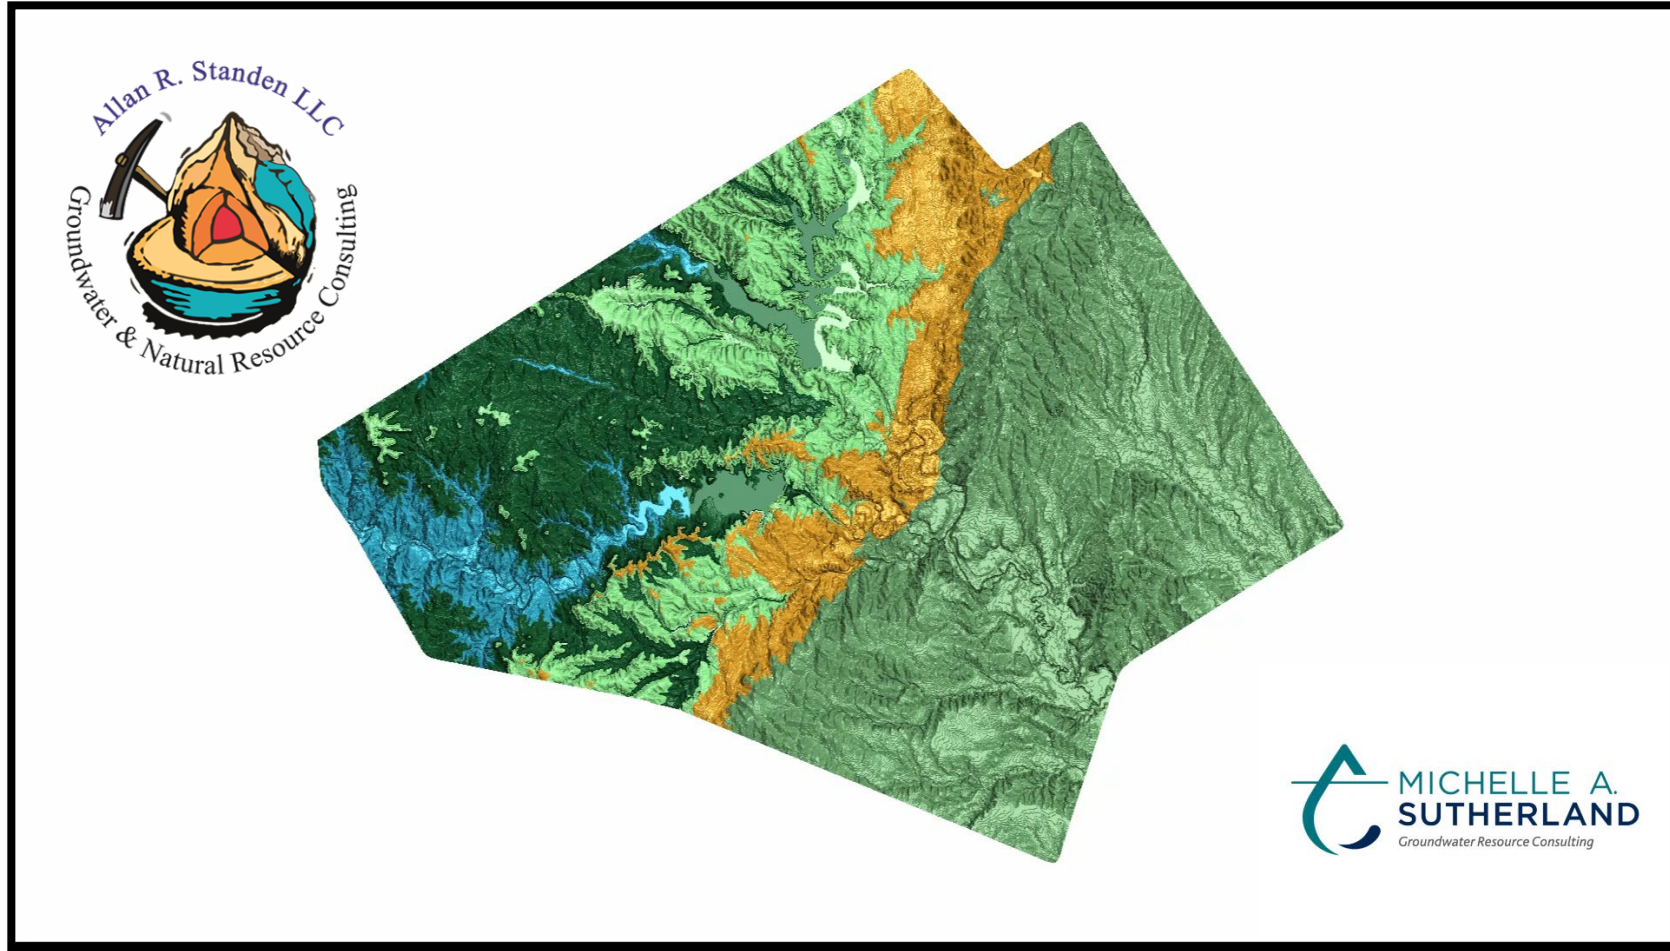 Allan R. Standen LLC
Groundwater & Natural Resource Consulting
MICHELLE A.
SUTHERLAND
Groundwater Resource Consulting